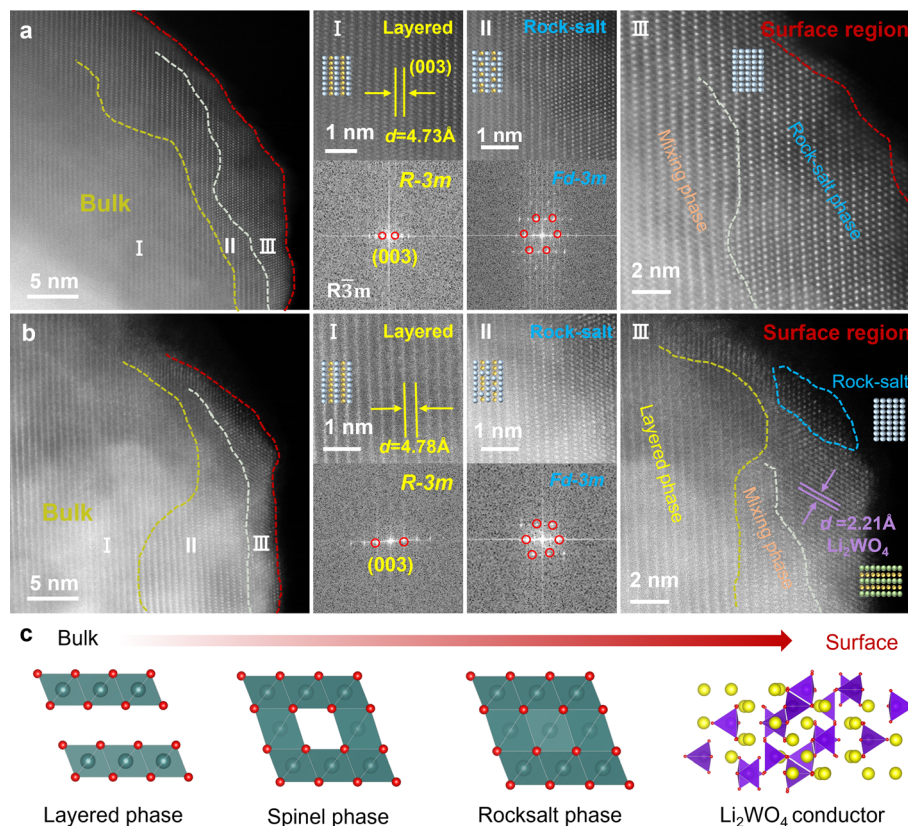 a
Bulk
I
II
III
5 nm
I
Layered
(003)
1 nm
d=4.73Å
R-3m
(003)
R3̅m
II
Rock-salt
1 nm
Fd-3m
III
Surface region
Mixing phase
Rock-salt phase
2 nm
b
Bulk
I
II
III
5 nm
I
Layered
1 nm
d=4.78Å
R-3m
(003)
II
Rock-salt
1 nm
Fd-3m
III
Surface region
Rock-salt
Layered phase
Mixing phase
d=2.21Å
Li₂WO₄
2 nm
c
Bulk
Surface
Layered phase
Spinel phase
Rocksalt phase
Li₂WO₄ conductor